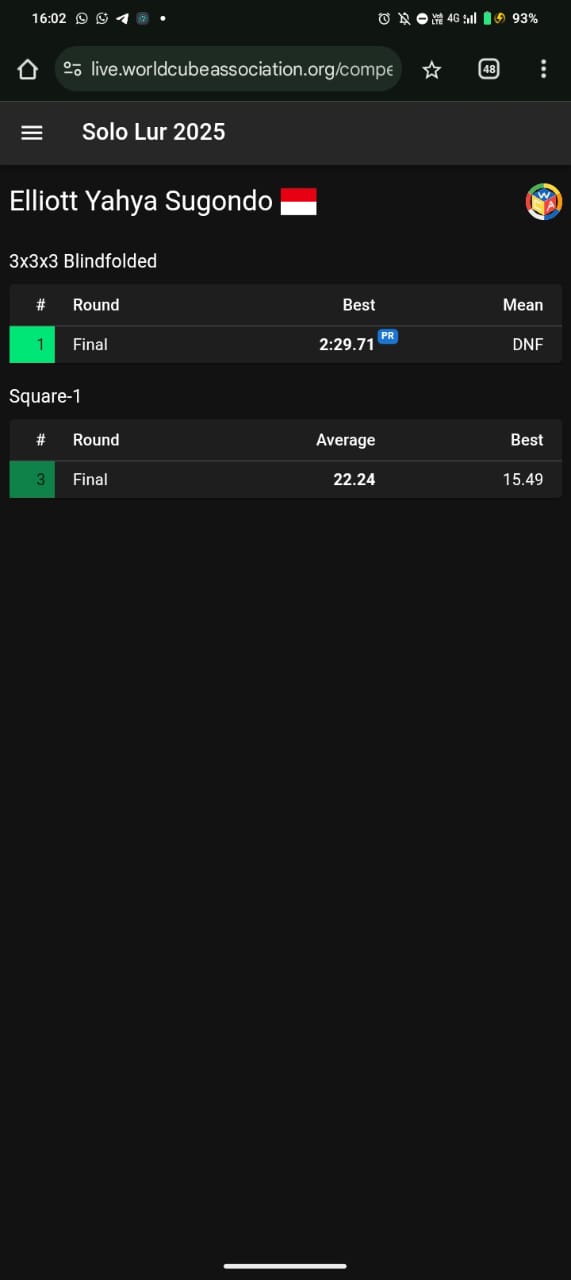 16:02 4G 93%
live.worldcubeassociation.org/compe 48
Solo Lur 2025
Elliott Yahya Sugondo
3x3x3 Blindfolded
# Round Best Mean
1 Final 2:29.71 PR DNF
Square-1
# Round Average Best
3 Final 22.24 15.49